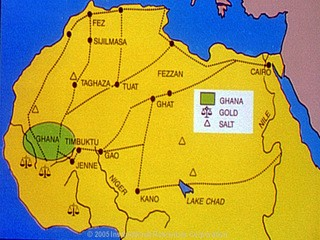 FEZ
SIJILMASA
FEZZAN
CAIRO
TAGHAZA
TUAT
GHAT
GHANA
GOLD
SALT
NILE
GHANA
TIMBUKTU
GAO
JENNE
NIGER
KANO
LAKE CHAD
© 2005